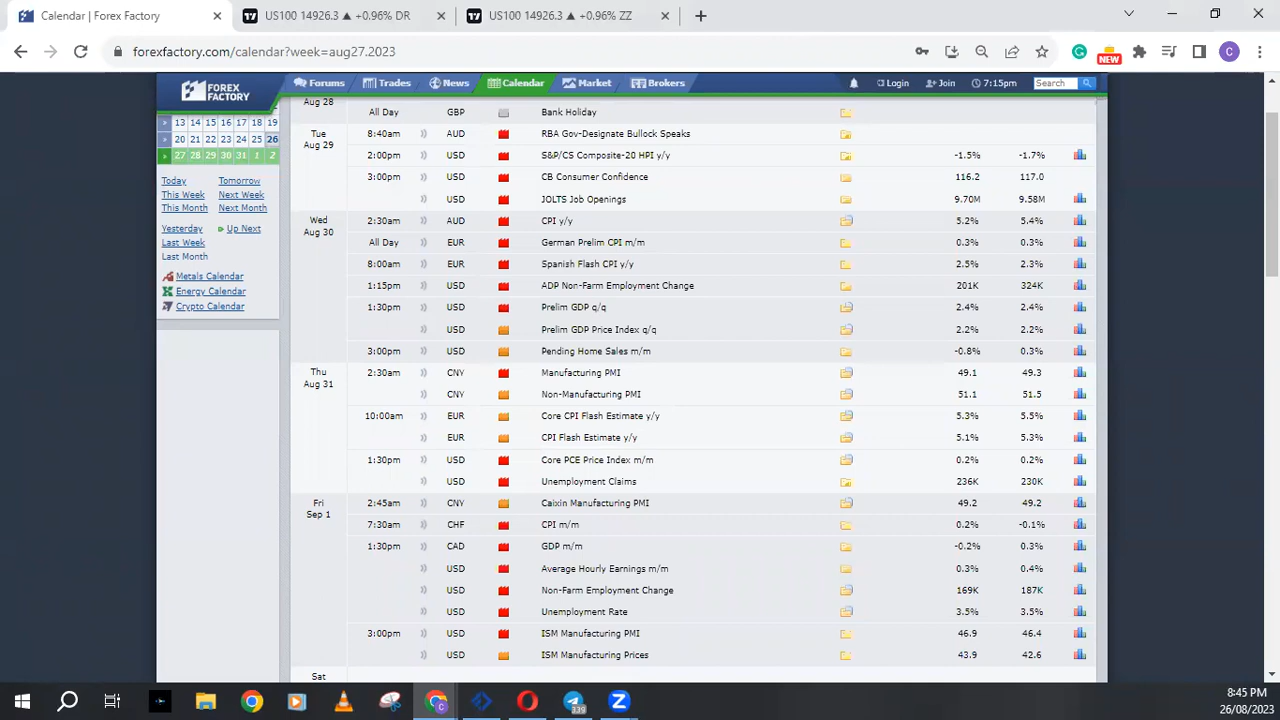 Calendar | Forex Factory
US100 14926.3 ▲ +0.96% DR
US100 14926.3 ▲ +0.96% ZZ
forexfactory.com/calendar?week=aug27.2023
NEW
C
FOREX
FACTORY
Forums
News
Calendar
Market
Brokers
Login
Join
7:15pm
Search
13 14 15 16 17 18 19
20 21 22 23 24 25 26
27 28 29 30 31 1 2
Today Tomorrow
This Week Next Week
This Month Next Month
Yesterday Up Next
Last Week
Last Month
Metals Calendar
Energy Calendar
Crypto Calendar
Aug 28
All Day GBP Bank Holiday
Tue
Aug 29
8:40am AUD RBA Gov-Designate Bullock Speaks
2:00pm USD S&P/CS Composite-20 HPI y/y -1.5% -1.7%
3:00pm USD CB Consumer Confidence 116.2 117.0
USD JOLTS Job Openings 9.70M 9.58M
Wed
Aug 30
2:30am AUD CPI y/y 5.2% 5.4%
All Day EUR German Prelim CPI m/m 0.3% 0.3%
8:00am EUR Spanish Flash CPI y/y 2.5% 2.3%
1:15pm USD ADP Non-Farm Employment Change 201K 324K
1:30pm USD Prelim GDP q/q 2.4% 2.4%
USD Prelim GDP Price Index q/q 2.2% 2.2%
3:00pm USD Pending Home Sales m/m -0.8% 0.3%
Thu
Aug 31
2:30am CNY Manufacturing PMI 49.1 49.3
CNY Non-Manufacturing PMI 51.1 51.5
10:00am EUR Core CPI Flash Estimate y/y 5.3% 5.5%
EUR CPI Flash Estimate y/y 5.1% 5.3%
1:30pm USD Core PCE Price Index m/m 0.2% 0.2%
USD Unemployment Claims 236K 230K
Fri
Sep 1
2:45am CNY Caixin Manufacturing PMI 49.2 49.2
7:30am CHF CPI m/m 0.2% -0.1%
1:30pm CAD GDP m/m -0.2% 0.3%
USD Average Hourly Earnings m/m 0.3% 0.4%
USD Non-Farm Employment Change 169K 187K
USD Unemployment Rate 3.5% 3.5%
3:00pm USD ISM Manufacturing PMI 46.9 46.4
USD ISM Manufacturing Prices 43.9 42.6
Sat
339
8:45 PM
26/08/2023